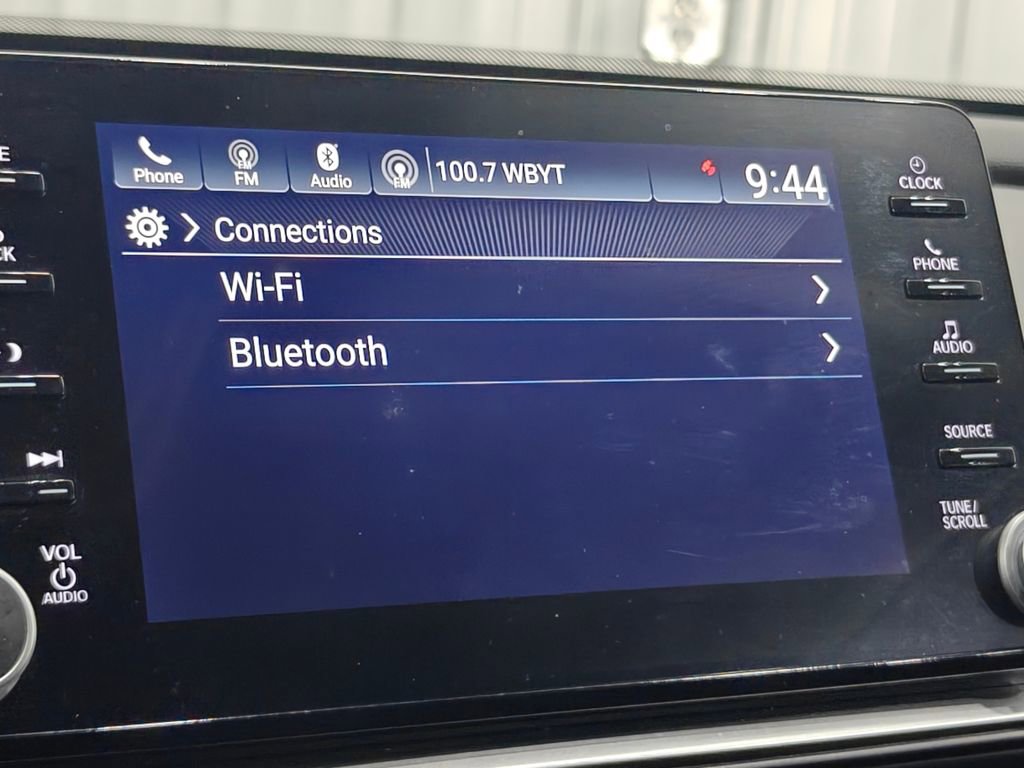 Phone
FM
FM
Audio
FM
100.7 WBYT
9:44
Connections
Wi-Fi
Bluetooth
CLOCK
PHONE
AUDIO
SOURCE
TUNE/
SCROLL
VOL
AUDIO